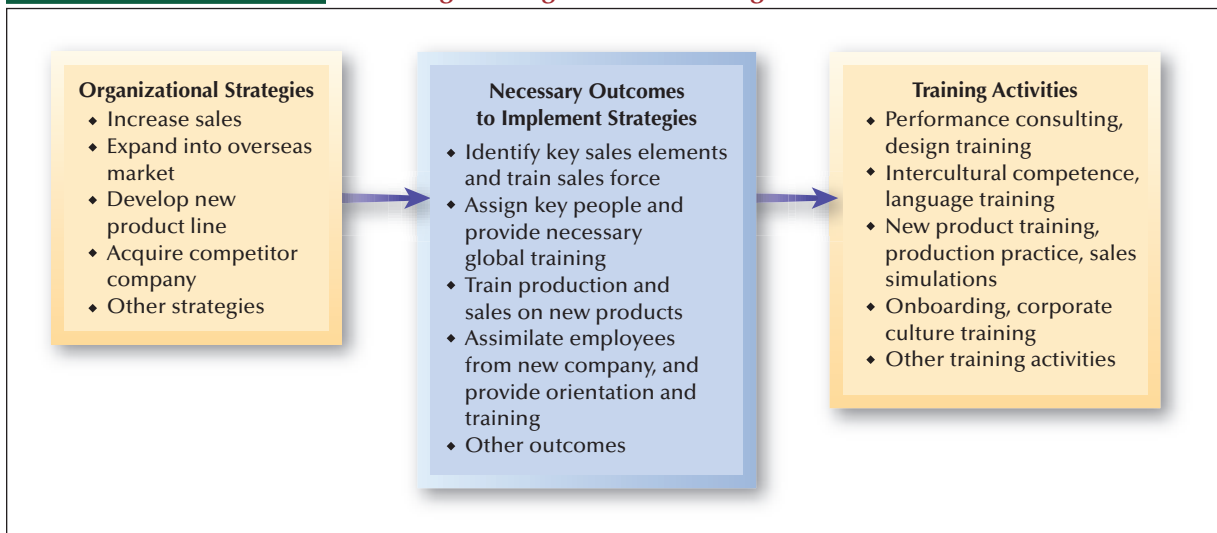 Organizational Strategies
◆ Increase sales
◆ Expand into overseas
market
◆ Develop new
product line
◆ Acquire competitor
company
◆ Other strategies
Necessary Outcomes
to Implement Strategies
◆ Identify key sales elements
and train sales force
◆ Assign key people and
provide necessary
global training
◆ Train production and
sales on new products
◆ Assimilate employees
from new company, and
provide orientation and
training
◆ Other outcomes
Training Activities
◆ Performance consulting,
design training
◆ Intercultural competence,
language training
◆ New product training,
production practice, sales
simulations
◆ Onboarding, corporate
culture training
◆ Other training activities